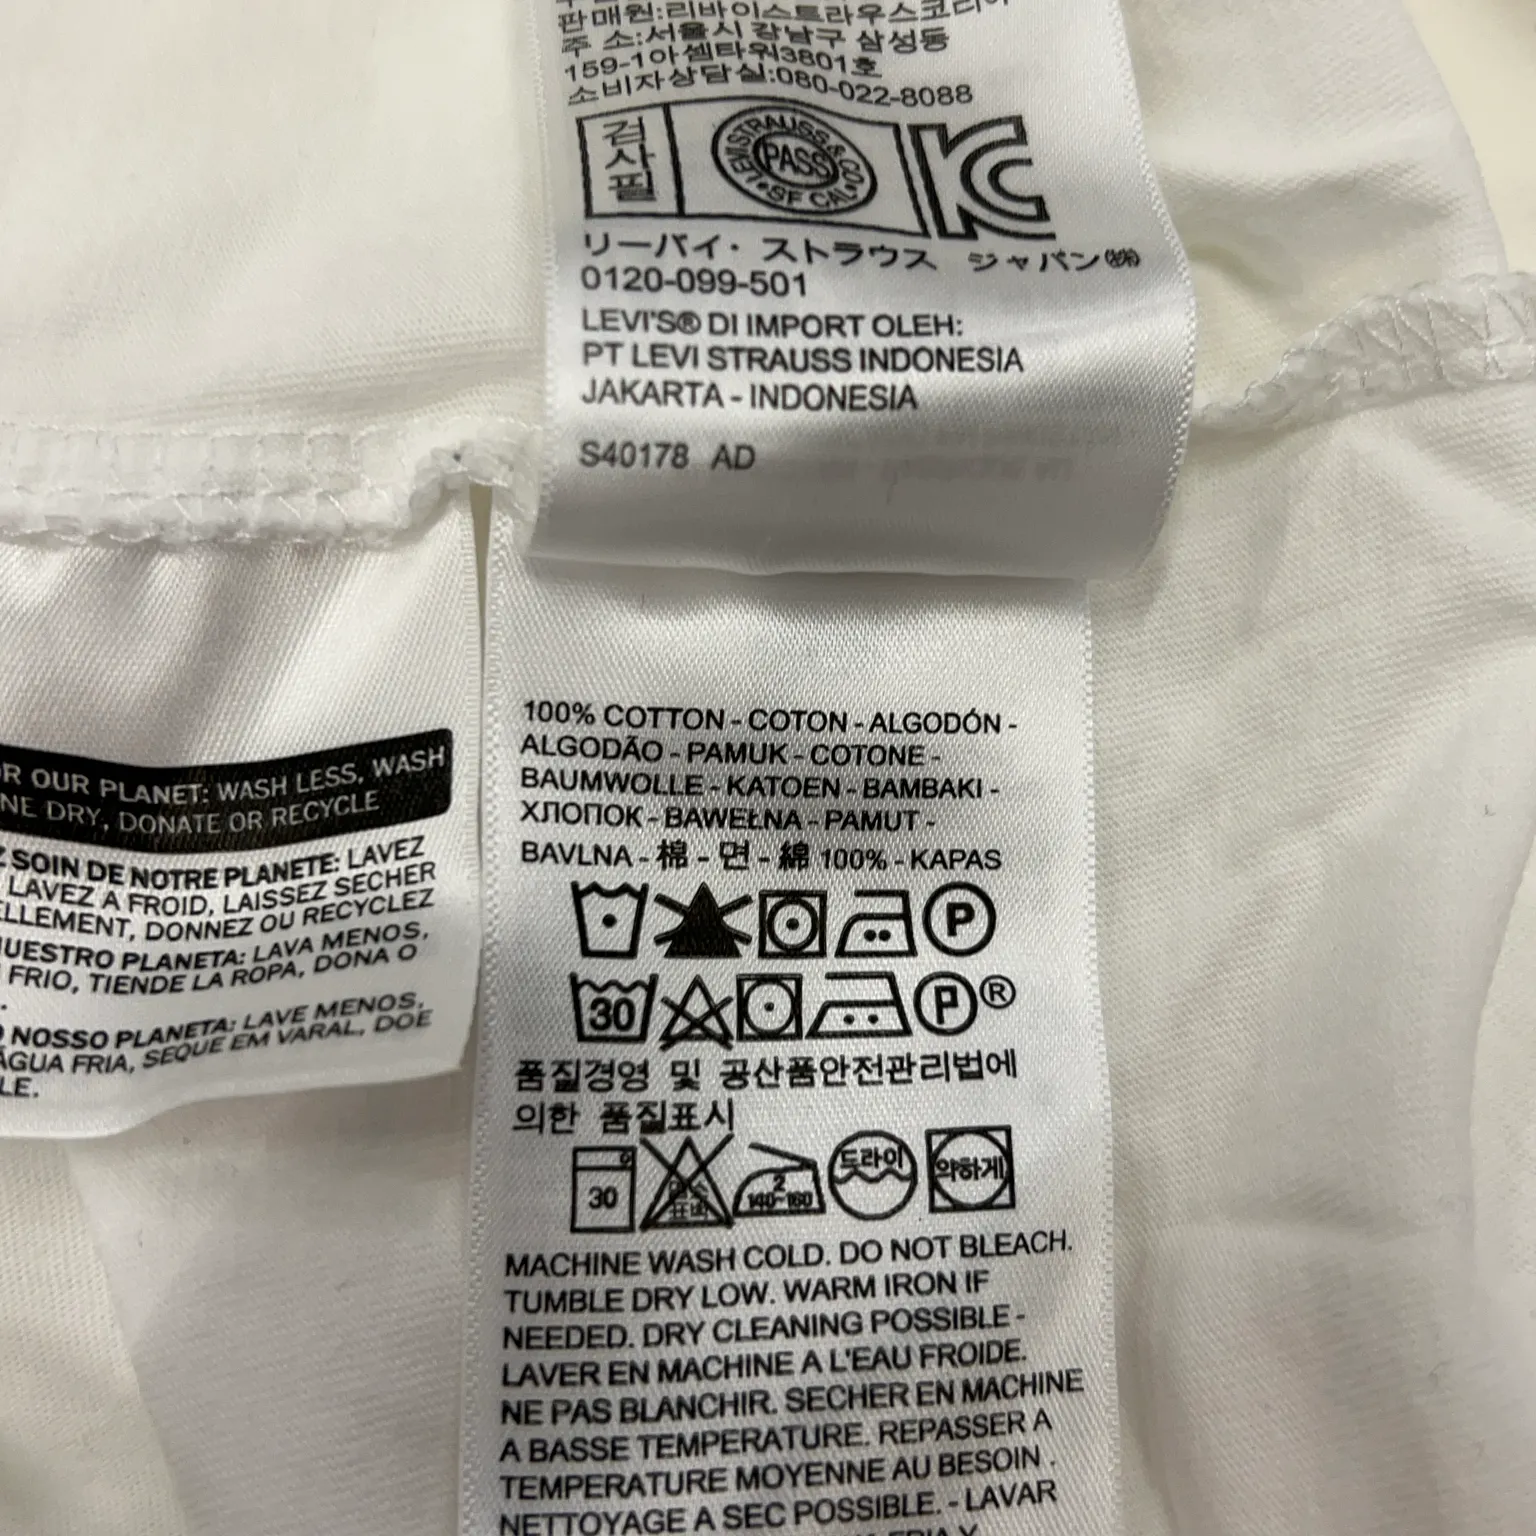 판매원:리바이스트라우스코리아
주 소:서울시 강남구 삼성동
159-1아셈타워3801호
소비자상담실:080-022-8088
검사필
LEVI STRAUSS & CO
PASS
SF CAL
KC
リーバイ・ストラウス ジャパン㈱
0120-099-501
LEVI'S® DI IMPORT OLEH:
PT LEVI STRAUSS INDONESIA
JAKARTA - INDONESIA
S40178 AD
OR OUR PLANET: WASH LESS, WASH
NE DRY, DONATE OR RECYCLE
Z SOIN DE NOTRE PLANETE: LAVEZ
LAVEZ A FROID, LAISSEZ SECHER
ELLEMENT, DONNEZ OU RECYCLEZ
NUESTRO PLANETA: LAVA MENOS,
FRIO, TIENDE LA ROPA, DONA O
O NOSSO PLANETA: LAVE MENOS,
ÁGUA FRIA, SEQUE EM VARAL, DOE
LE.
100% COTTON - COTON - ALGODÓN -
ALGODÃO - PAMUK - COTONE -
BAUMWOLLE - KATOEN - BAMBAKI -
ХЛОПОК - BAWEŁNA - PAMUT -
BAVLNA - 棉 - 면 - 綿 100% - KAPAS
P
30 P ®
품질경영 및 공산품안전관리법에
의한 품질표시
30 2 140~160 드라이 약하게
MACHINE WASH COLD. DO NOT BLEACH.
TUMBLE DRY LOW. WARM IRON IF
NEEDED. DRY CLEANING POSSIBLE -
LAVER EN MACHINE A L'EAU FROIDE.
NE PAS BLANCHIR. SECHER EN MACHINE
A BASSE TEMPERATURE. REPASSER A
TEMPERATURE MOYENNE AU BESOIN .
NETTOYAGE A SEC POSSIBLE. - LAVAR